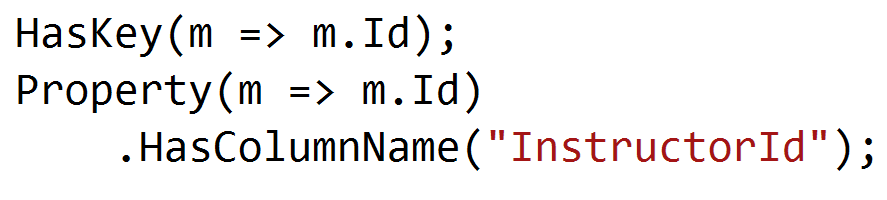 HasKey(m => m.Id);
Property(m => m.Id)
    .HasColumnName("InstructorId");